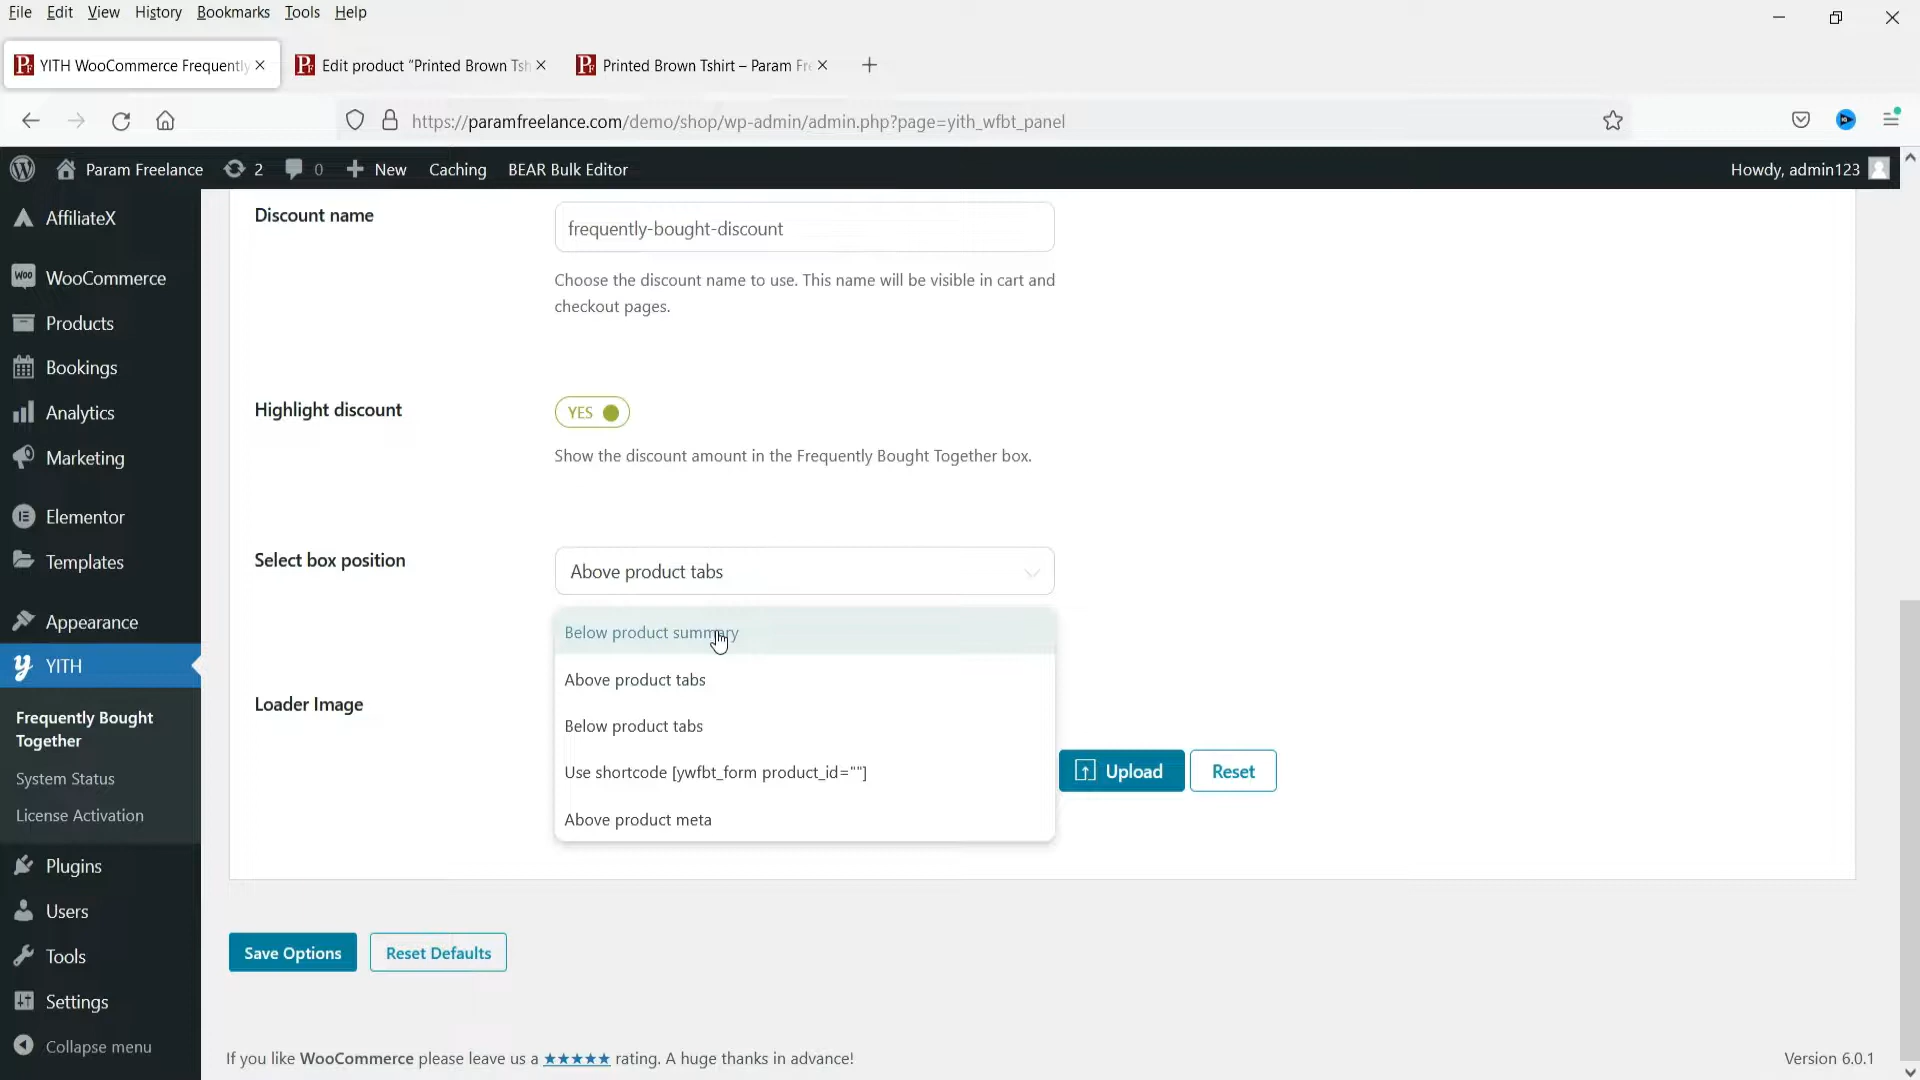 File Edit View History Bookmarks Tools Help
YITH WooCommerce Frequently
Edit product “Printed Brown Tsh
Printed Brown Tshirt – Param Fre
https://paramfreelance.com/demo/shop/wp-admin/admin.php?page=yith_wfbt_panel
Param Freelance 2 0 New Caching BEAR Bulk Editor Howdy, admin123
AffiliateX
WooCommerce
Products
Bookings
Analytics
Marketing
Elementor
Templates
Appearance
YITH
Frequently Bought
Together
System Status
License Activation
Plugins
Users
Tools
Settings
Collapse menu
Discount name
frequently-bought-discount
Choose the discount name to use. This name will be visible in cart and
checkout pages.
Highlight discount
YES
Show the discount amount in the Frequently Bought Together box.
Select box position
Above product tabs
Below product summary
Above product tabs
Below product tabs
Use shortcode [ywfbt_form product_id=""]
Above product meta
Loader Image
Upload
Reset
Save Options
Reset Defaults
If you like WooCommerce please leave us a ★★★★★ rating. A huge thanks in advance!
Version 6.0.1